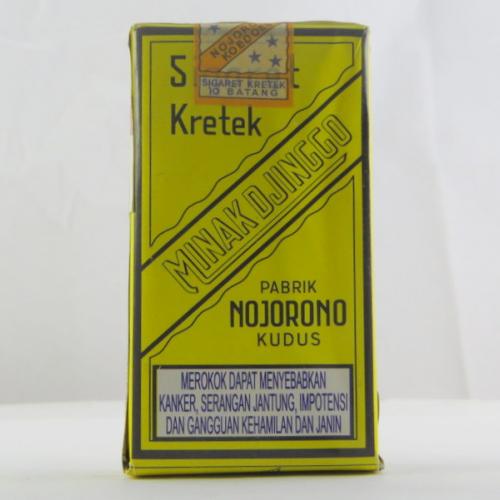 NOJORONO
SIGARET KRETEK
10 BATANG
Kretek
MINAK DJINGGO
PABRIK
NOJORONO
KUDUS
MEROKOK DAPAT MENYEBABKAN
KANKER, SERANGAN JANTUNG, IMPOTENSI
DAN GANGGUAN KEHAMILAN DAN JANIN